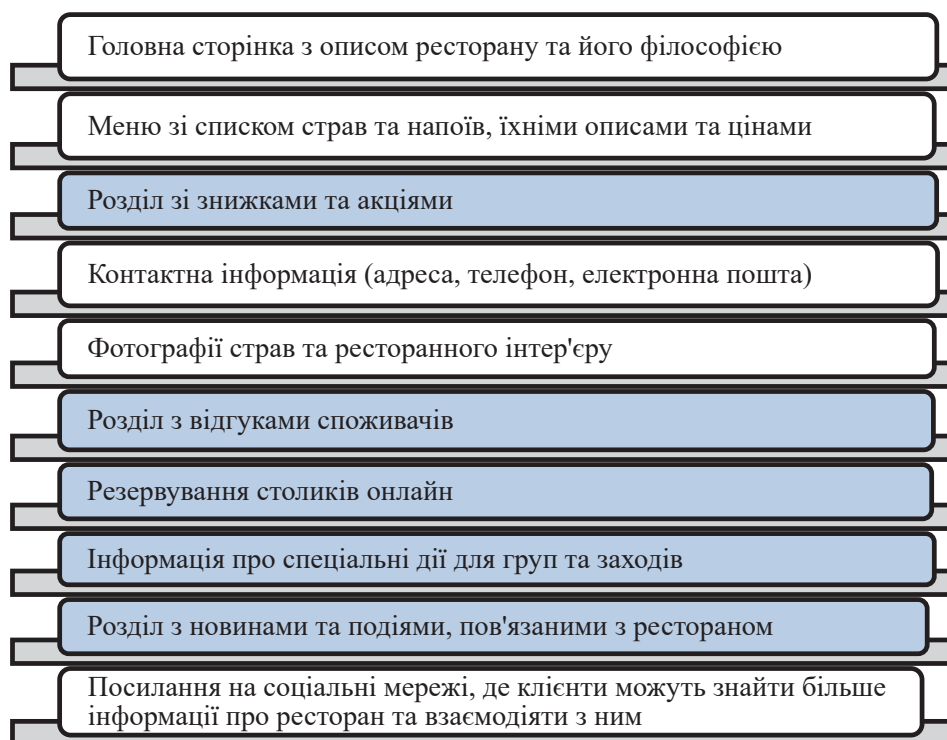 Головна сторінка з описом ресторану та його філософією
Меню зі списком страв та напоїв, їхніми описами та цінами
Розділ зі знижками та акціями
Контактна інформація (адреса, телефон, електронна пошта)
Фотографії страв та ресторанного інтер'єру
Розділ з відгуками споживачів
Резервування столиків онлайн
Інформація про спеціальні дії для груп та заходів
Розділ з новинами та подіями, пов'язаними з рестораном
Посилання на соціальні мережі, де клієнти можуть знайти більше
інформації про ресторан та взаємодіяти з ним